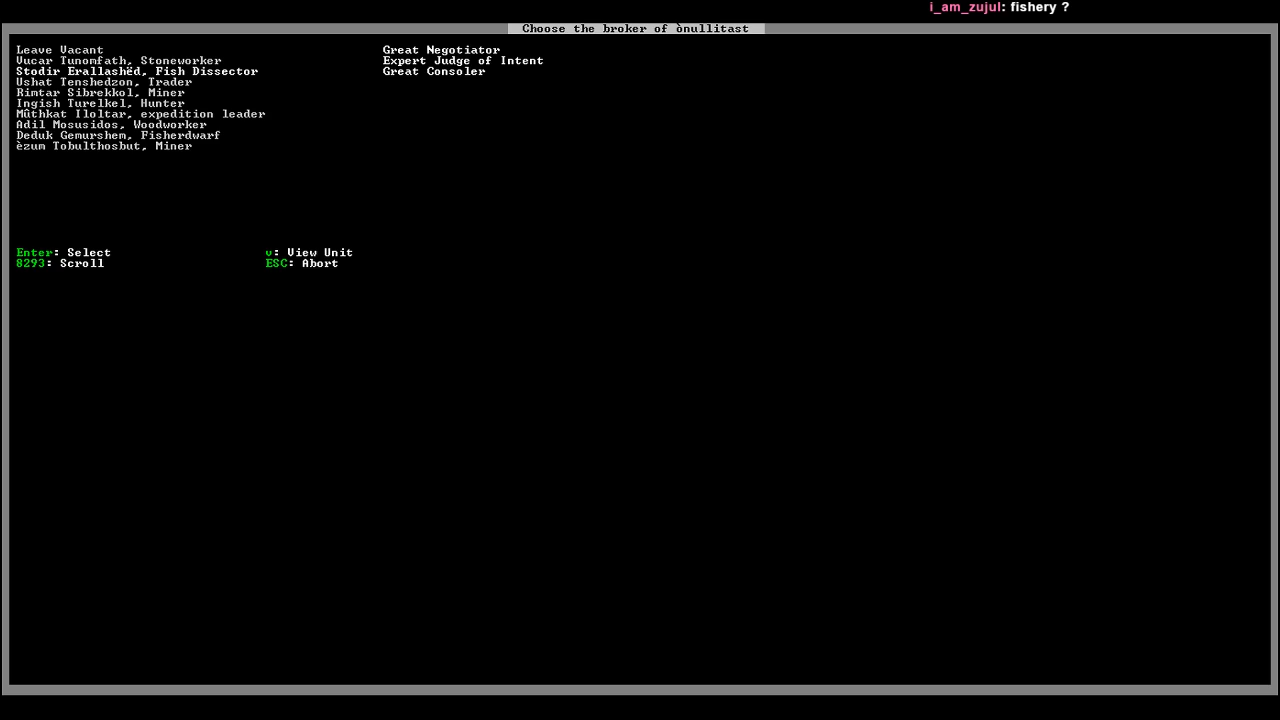 i_am_zujul: fishery ?
Choose the broker of ònullitast
Leave Vacant
Great Negotiator
Vucar Tunomfath, Stoneworker
Expert Judge of Intent
Stodir Erallashëd, Fish Dissector
Great Consoler
Ushat Tenshedzon, Trader
Rimtar Sibrekkol, Miner
Ingish Turelkel, Hunter
Mûthkat Iloltar, expedition leader
Adil Mosusidos, Woodworker
Deduk Gemurshem, Fisherdwarf
èzum Tobulthosbut, Miner
Enter: Select
v: View Unit
8293: Scroll
ESC: Abort